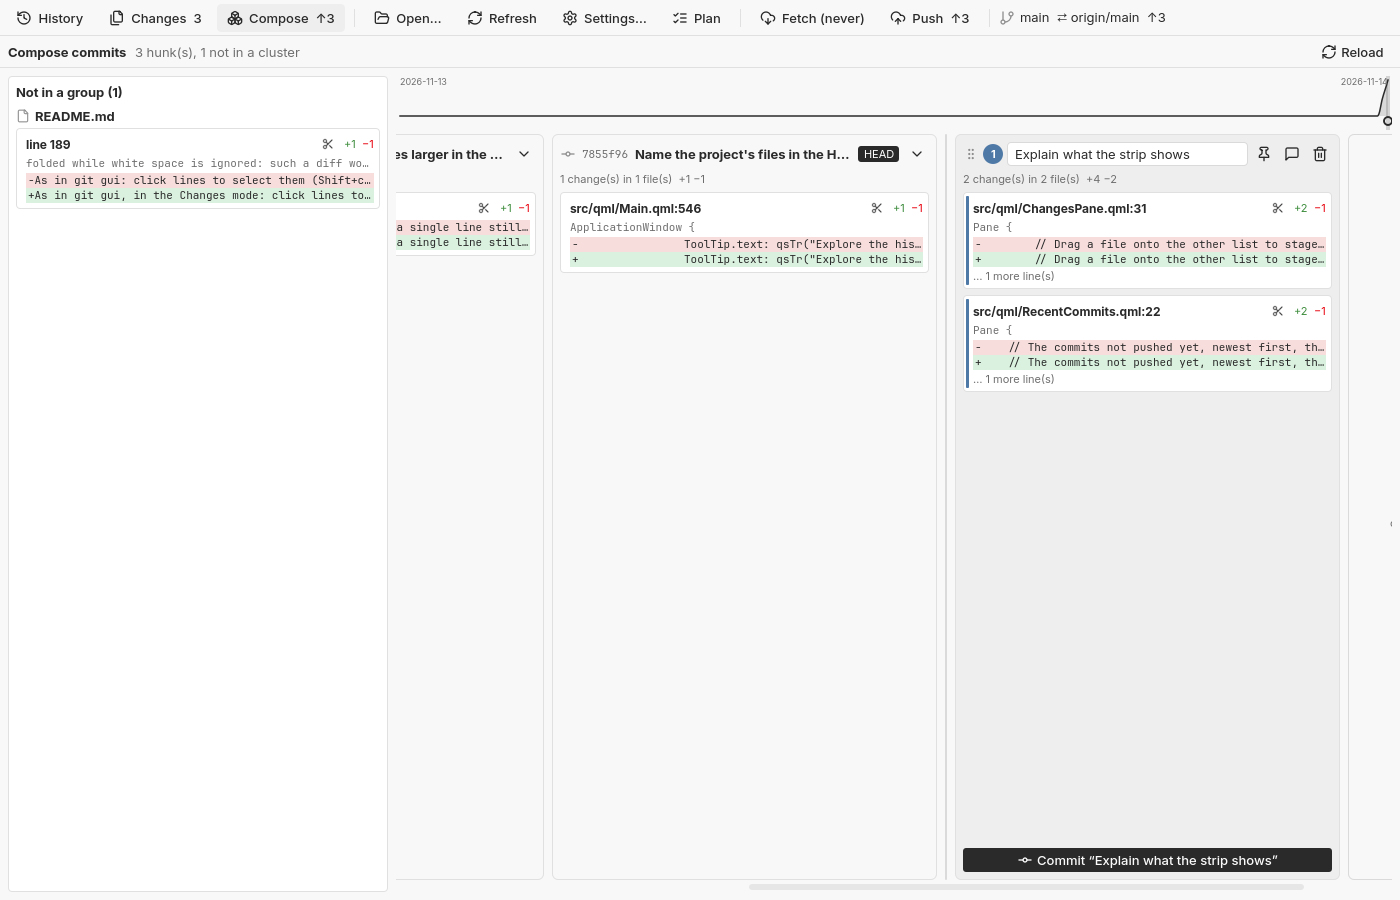 History
Changes 3
Compose ↑3
Open...
Refresh
Settings...
Plan
Fetch (never)
Push ↑3
main ⇄ origin/main ↑3
Compose commits 3 hunk(s), 1 not in a cluster
Reload
Not in a group (1)
README.md
line 189 +1 −1
folded while white space is ignored: such a diff wo…
-As in git gui: click lines to select them (Shift+c…
+As in git gui, in the Changes mode: click lines to…
2026-11-13
2026-11-14
es larger in the …
+1 −1
a single line still…
a single line still…
7855f96 Name the project's files in the H… HEAD
1 change(s) in 1 file(s) +1 −1
src/qml/Main.qml:546 +1 −1
ApplicationWindow {
- ToolTip.text: qsTr("Explore the his…
+ ToolTip.text: qsTr("Explore the his…
1 Explain what the strip shows
2 change(s) in 2 file(s) +4 −2
src/qml/ChangesPane.qml:31 +2 −1
Pane {
- // Drag a file onto the other list to stage…
+ // Drag a file onto the other list to stage…
... 1 more line(s)
src/qml/RecentCommits.qml:22 +2 −1
Pane {
- // The commits not pushed yet, newest first, th…
+ // The commits not pushed yet, newest first, th…
... 1 more line(s)
Commit “Explain what the strip shows”